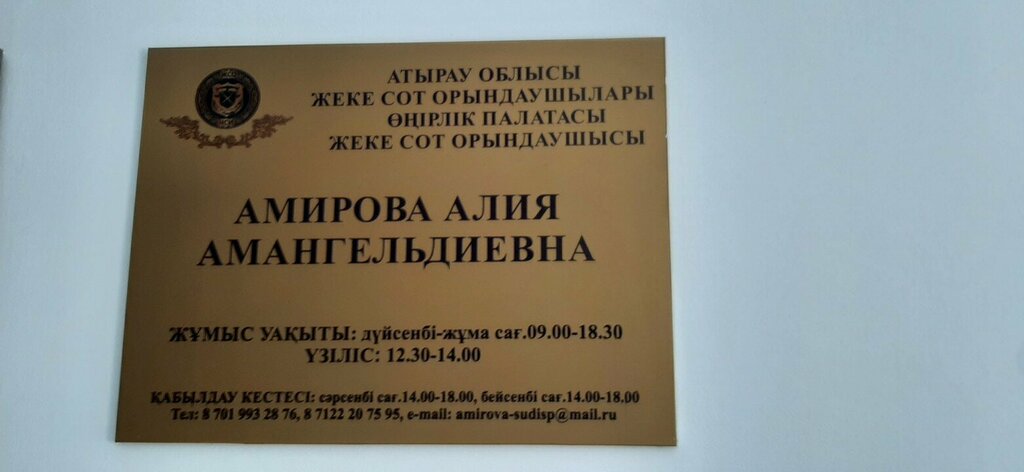 АТЫРАУ ОБЛЫСЫ
ЖЕКЕ СОТ ОРЫНДАУШЫЛАРЫ
ӨҢІРЛІК ПАЛАТАСЫ
ЖЕКЕ СОТ ОРЫНДАУШЫСЫ
АМИРОВА АЛИЯ
АМАНГЕЛЬДИЕВНА
ЖҰМЫС УАҚЫТЫ: дүйсенбі-жұма сағ.09.00-18.30
ҮЗІЛІС: 12.30-14.00
ҚАБЫЛДАУ КЕСТЕСІ: сәрсенбі сағ.14.00-18.00, бейсенбі сағ.14.00-18.00
Тел: 8 701 993 28 76, 8 7122 20 75 95, e-mail: amirova-sudisp@mail.ru